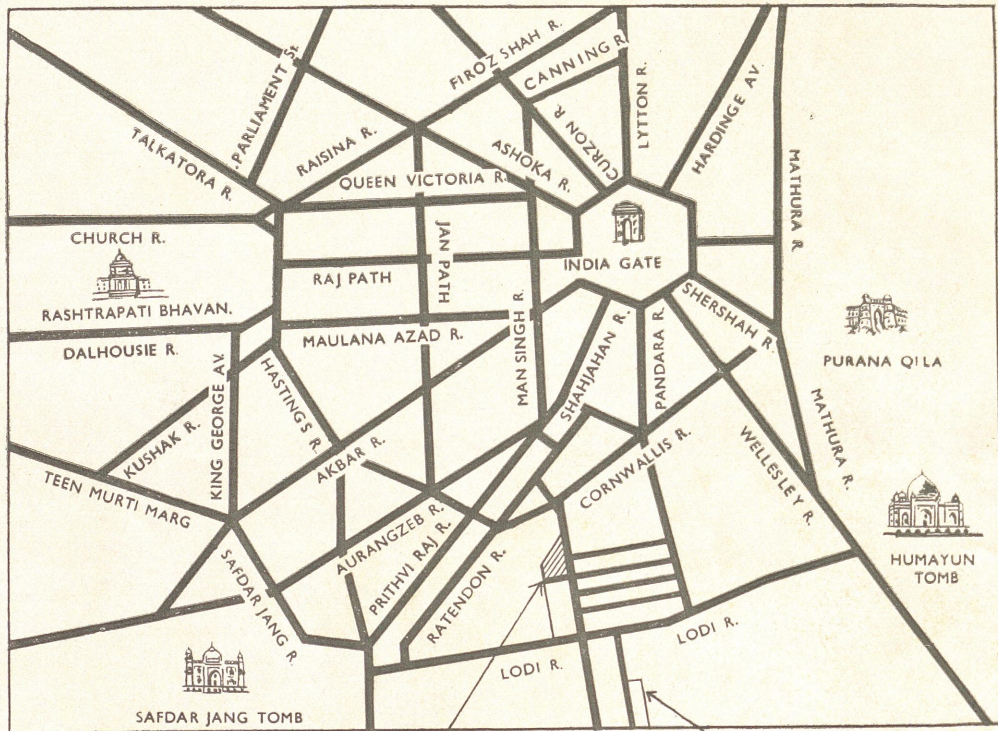 FIROZ SHAH R.
CANNING R.
PARLIAMENT St.
LYTTON R.
HARDINGE AV.
TALKATORA R.
RAISINA R.
ASHOKA R.
CURZON R.
QUEEN VICTORIA R.
MATHURA R.
CHURCH R.
JAN PATH
RAJ PATH
INDIA GATE
RASHTRAPATI BHAVAN.
SHERSHAH R.
DALHOUSIE R.
MAULANA AZAD R.
MAN SINGH R.
SHAHJAHAN R.
PANDARA R.
PURANA QILA
KING GEORGE AV.
HASTINGS R.
KUSHAK R.
AKBAR R.
CORNWALLIS R.
WELLESLEY R.
MATHURA R.
TEEN MURTI MARG
AURANGZEB R.
PRITHVI RAJ R.
RATENDON R.
HUMAYUN
TOMB
SAFDAR JANG R.
LODI R.
LODI R.
SAFDAR JANG TOMB